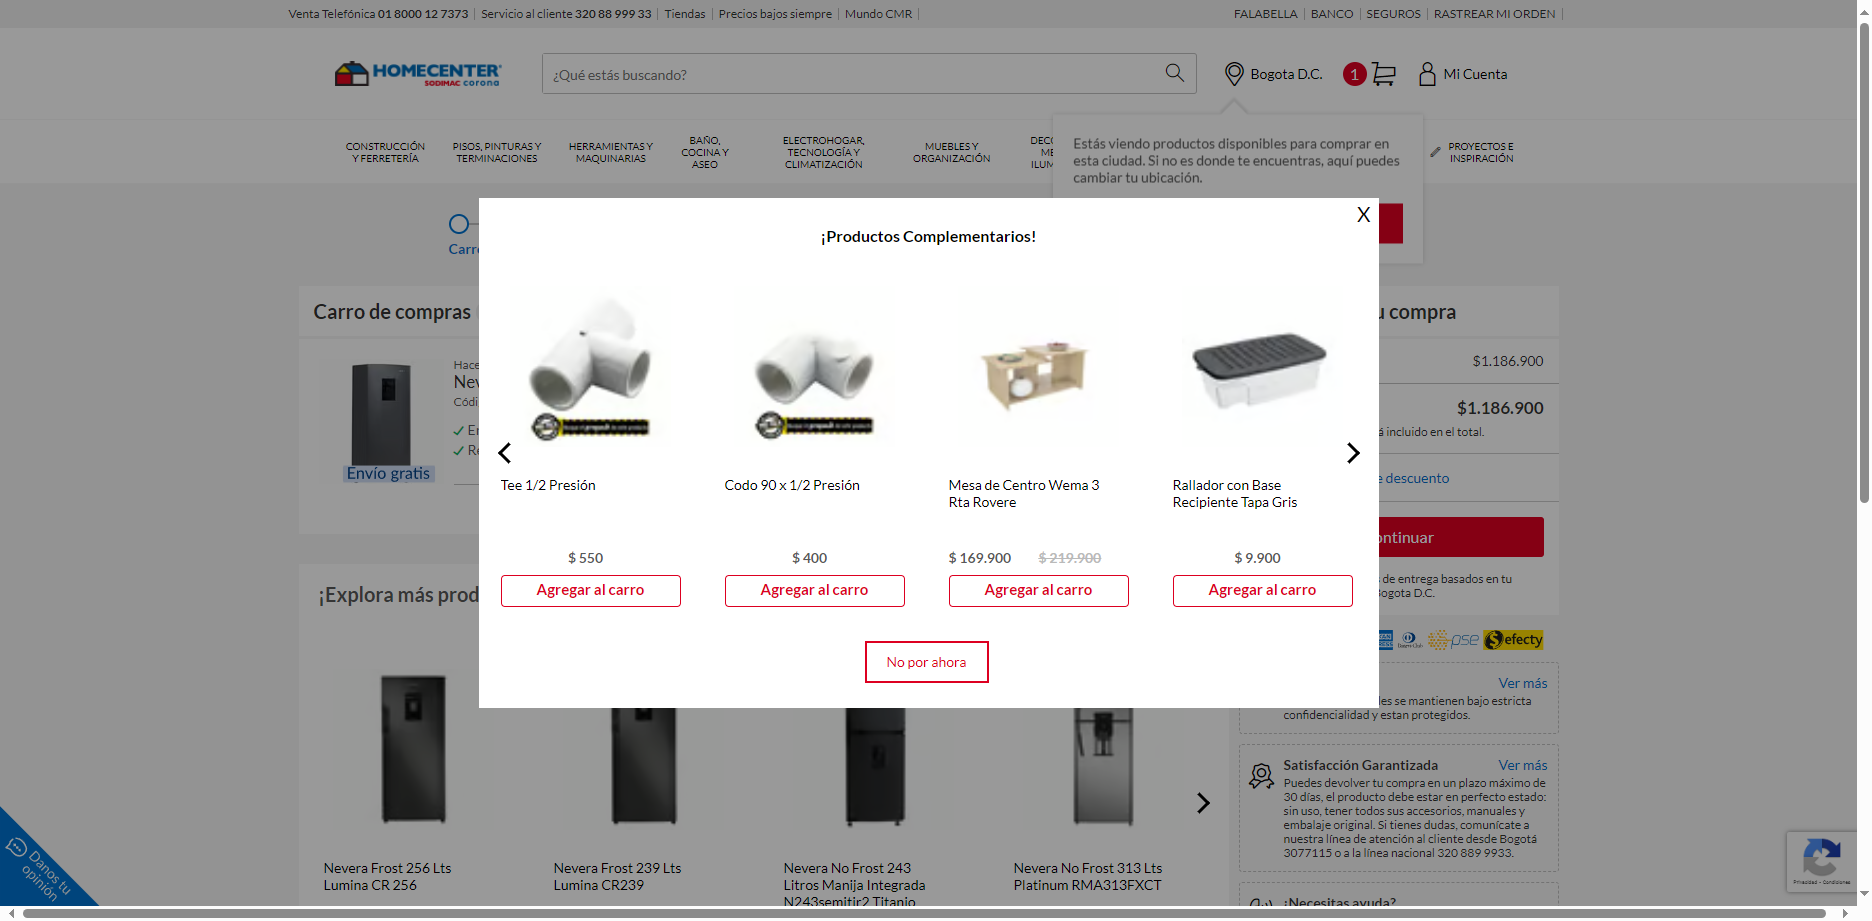 Venta Telefónica 01 8000 12 7373
Servicio al cliente 320 88 999 33
Tiendas
Precios bajos siempre
Mundo CMR
FALABELLA
BANCO
SEGUROS
RASTREAR MI ORDEN
HOMECENTER
SODIMAC corona
¿Qué estás buscando?
Bogota D.C.
1
Mi Cuenta
CONSTRUCCIÓN
Y FERRETERÍA
PISOS, PINTURAS Y
TERMINACIONES
HERRAMIENTAS Y
MAQUINARIAS
BAÑO,
COCINA Y
ASEO
ELECTROHOGAR,
TECNOLOGÍA Y
CLIMATIZACIÓN
MUEBLES Y
ORGANIZACIÓN
PROYECTOS E
INSPIRACIÓN
Estás viendo productos disponibles para comprar en
esta ciudad. Si no es donde te encuentras, aquí puedes
cambiar tu ubicación.
X
¡Productos Complementarios!
Tee 1/2 Presión
$ 550
Agregar al carro
Codo 90 x 1/2 Presión
$ 400
Agregar al carro
Mesa de Centro Wema 3
Rta Rovere
$ 169.900 $ 219.900
Agregar al carro
Rallador con Base
Recipiente Tapa Gris
$ 9.900
Agregar al carro
No por ahora
Carro de compras
Hace
Envío gratis
compra
$1.186.900
$1.186.900
incluido en el total.
descuento
de entrega basados en tu
Bogota D.C.
DINERS Club
pse
efecty
Ver más
se mantienen bajo estricta
confidencialidad y estan protegidos.
Satisfacción Garantizada
Ver más
Puedes devolver tu compra en un plazo máximo de
30 días, el producto debe estar en perfecto estado:
sin uso, tener todos sus accesorios, manuales y
embalaje original. Si tienes dudas, comunícate a
nuestra línea de atención al cliente desde Bogotá
3077115 o a la línea nacional 320 889 9933.
¿Necesitas ayuda?
¡Explora más
Nevera Frost 256 Lts
Lumina CR 256
Nevera Frost 239 Lts
Lumina CR239
Nevera No Frost 243
Litros Manija Integrada
N243semitir2 Titanio
Nevera No Frost 313 Lts
Platinum RMA313FXCT
Danos tu
opinión
Privacidad - Condiciones